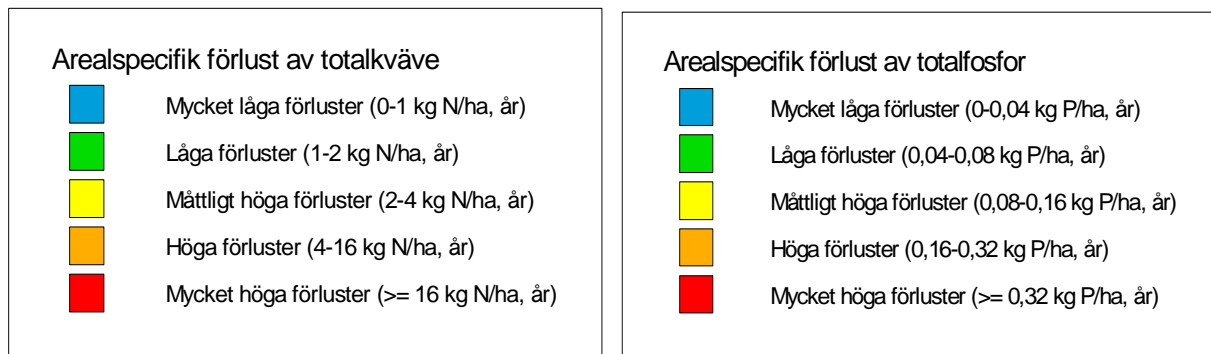 Arealspecifik förlust av totalkväve
Mycket låga förluster (0-1 kg N/ha, år)
Låga förluster (1-2 kg N/ha, år)
Måttligt höga förluster (2-4 kg N/ha, år)
Höga förluster (4-16 kg N/ha, år)
Mycket höga förluster (>= 16 kg N/ha, år)
Arealspecifik förlust av totalfosfor
Mycket låga förluster (0-0,04 kg P/ha, år)
Låga förluster (0,04-0,08 kg P/ha, år)
Måttligt höga förluster (0,08-0,16 kg P/ha, år)
Höga förluster (0,16-0,32 kg P/ha, år)
Mycket höga förluster (>= 0,32 kg P/ha, år)